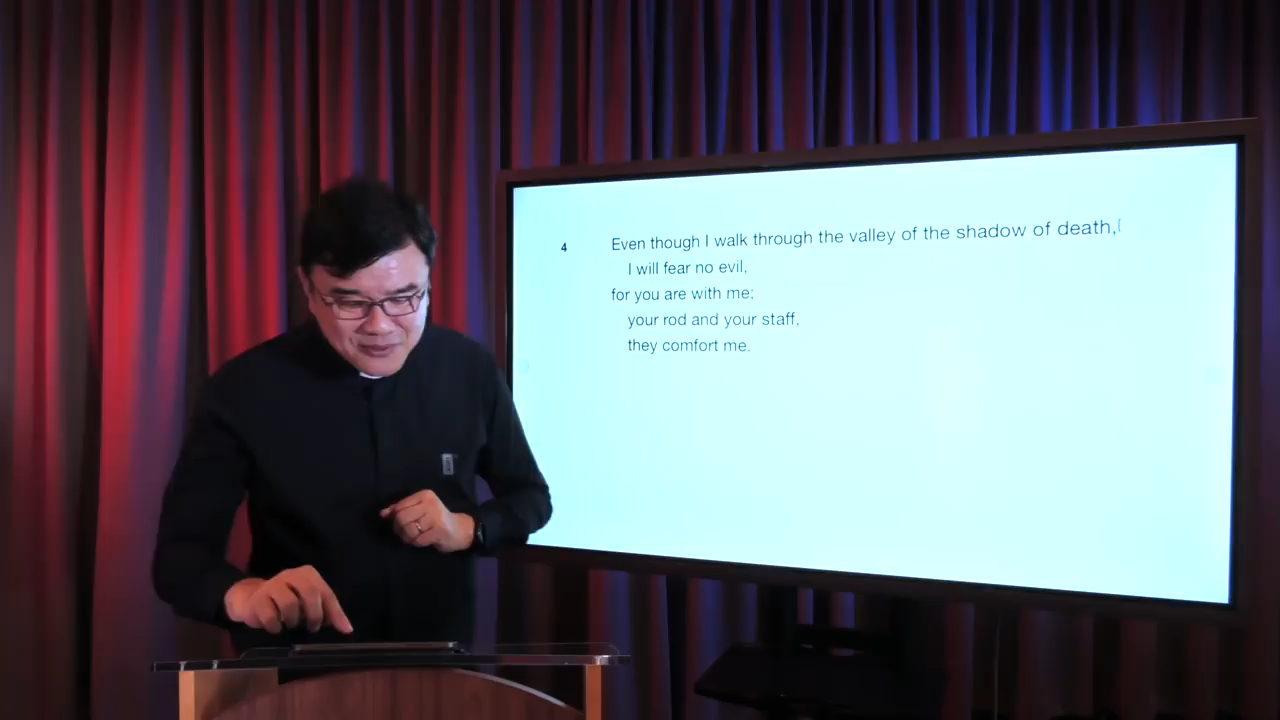 4 Even though I walk through the valley of the shadow of death,[
I will fear no evil,
for you are with me;
your rod and your staff,
they comfort me.